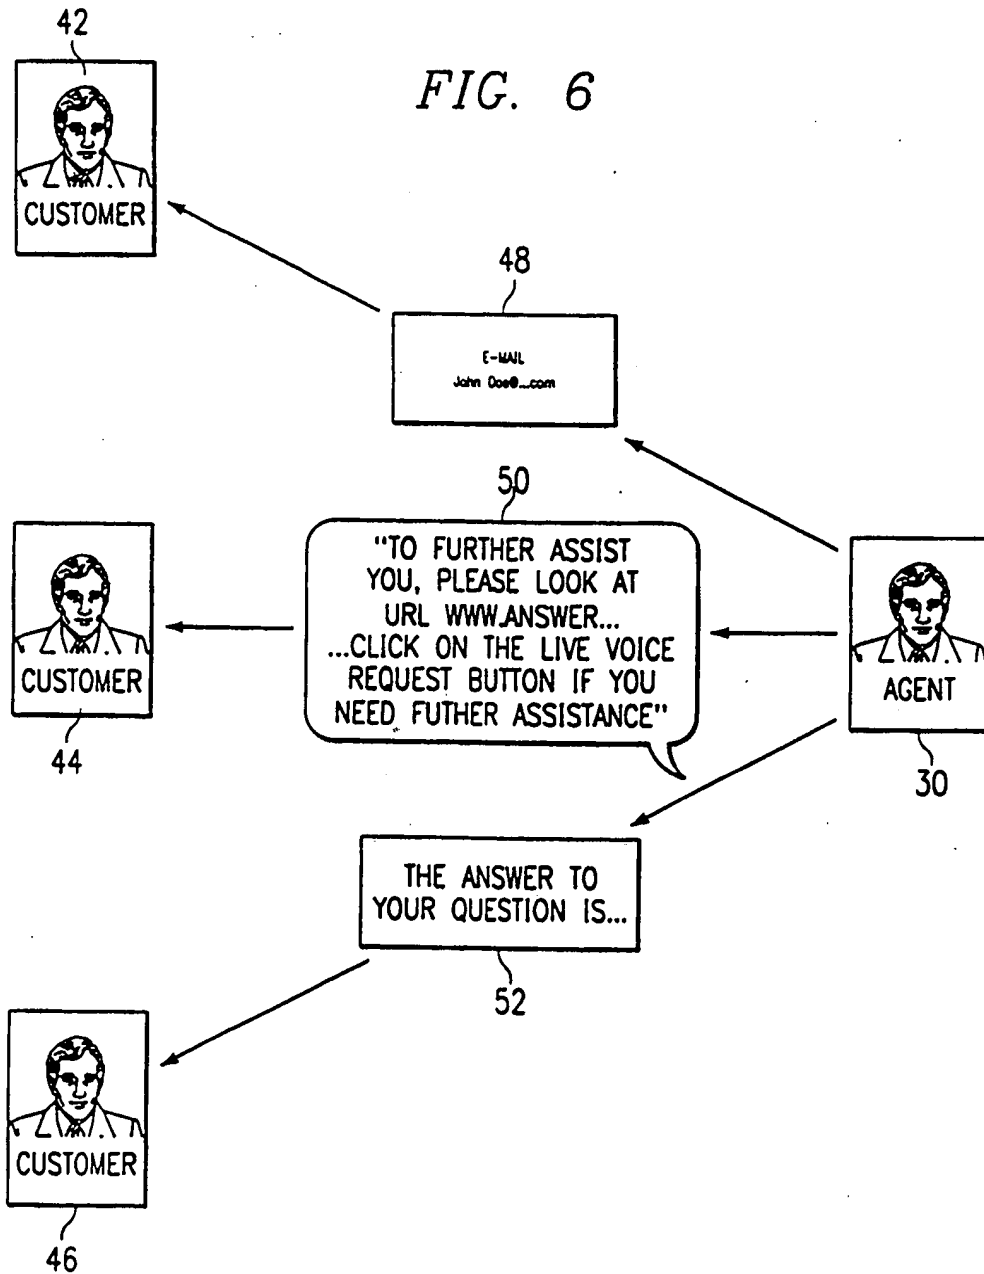 42
FIG. 6
CUSTOMER
48
E-MAIL
John Doe@...com
50
"TO FURTHER ASSIST
YOU, PLEASE LOOK AT
URL WWW.ANSWER...
...CLICK ON THE LIVE VOICE
REQUEST BUTTON IF YOU
NEED FUTHER ASSISTANCE"
CUSTOMER
44
AGENT
30
THE ANSWER TO
YOUR QUESTION IS...
52
CUSTOMER
46